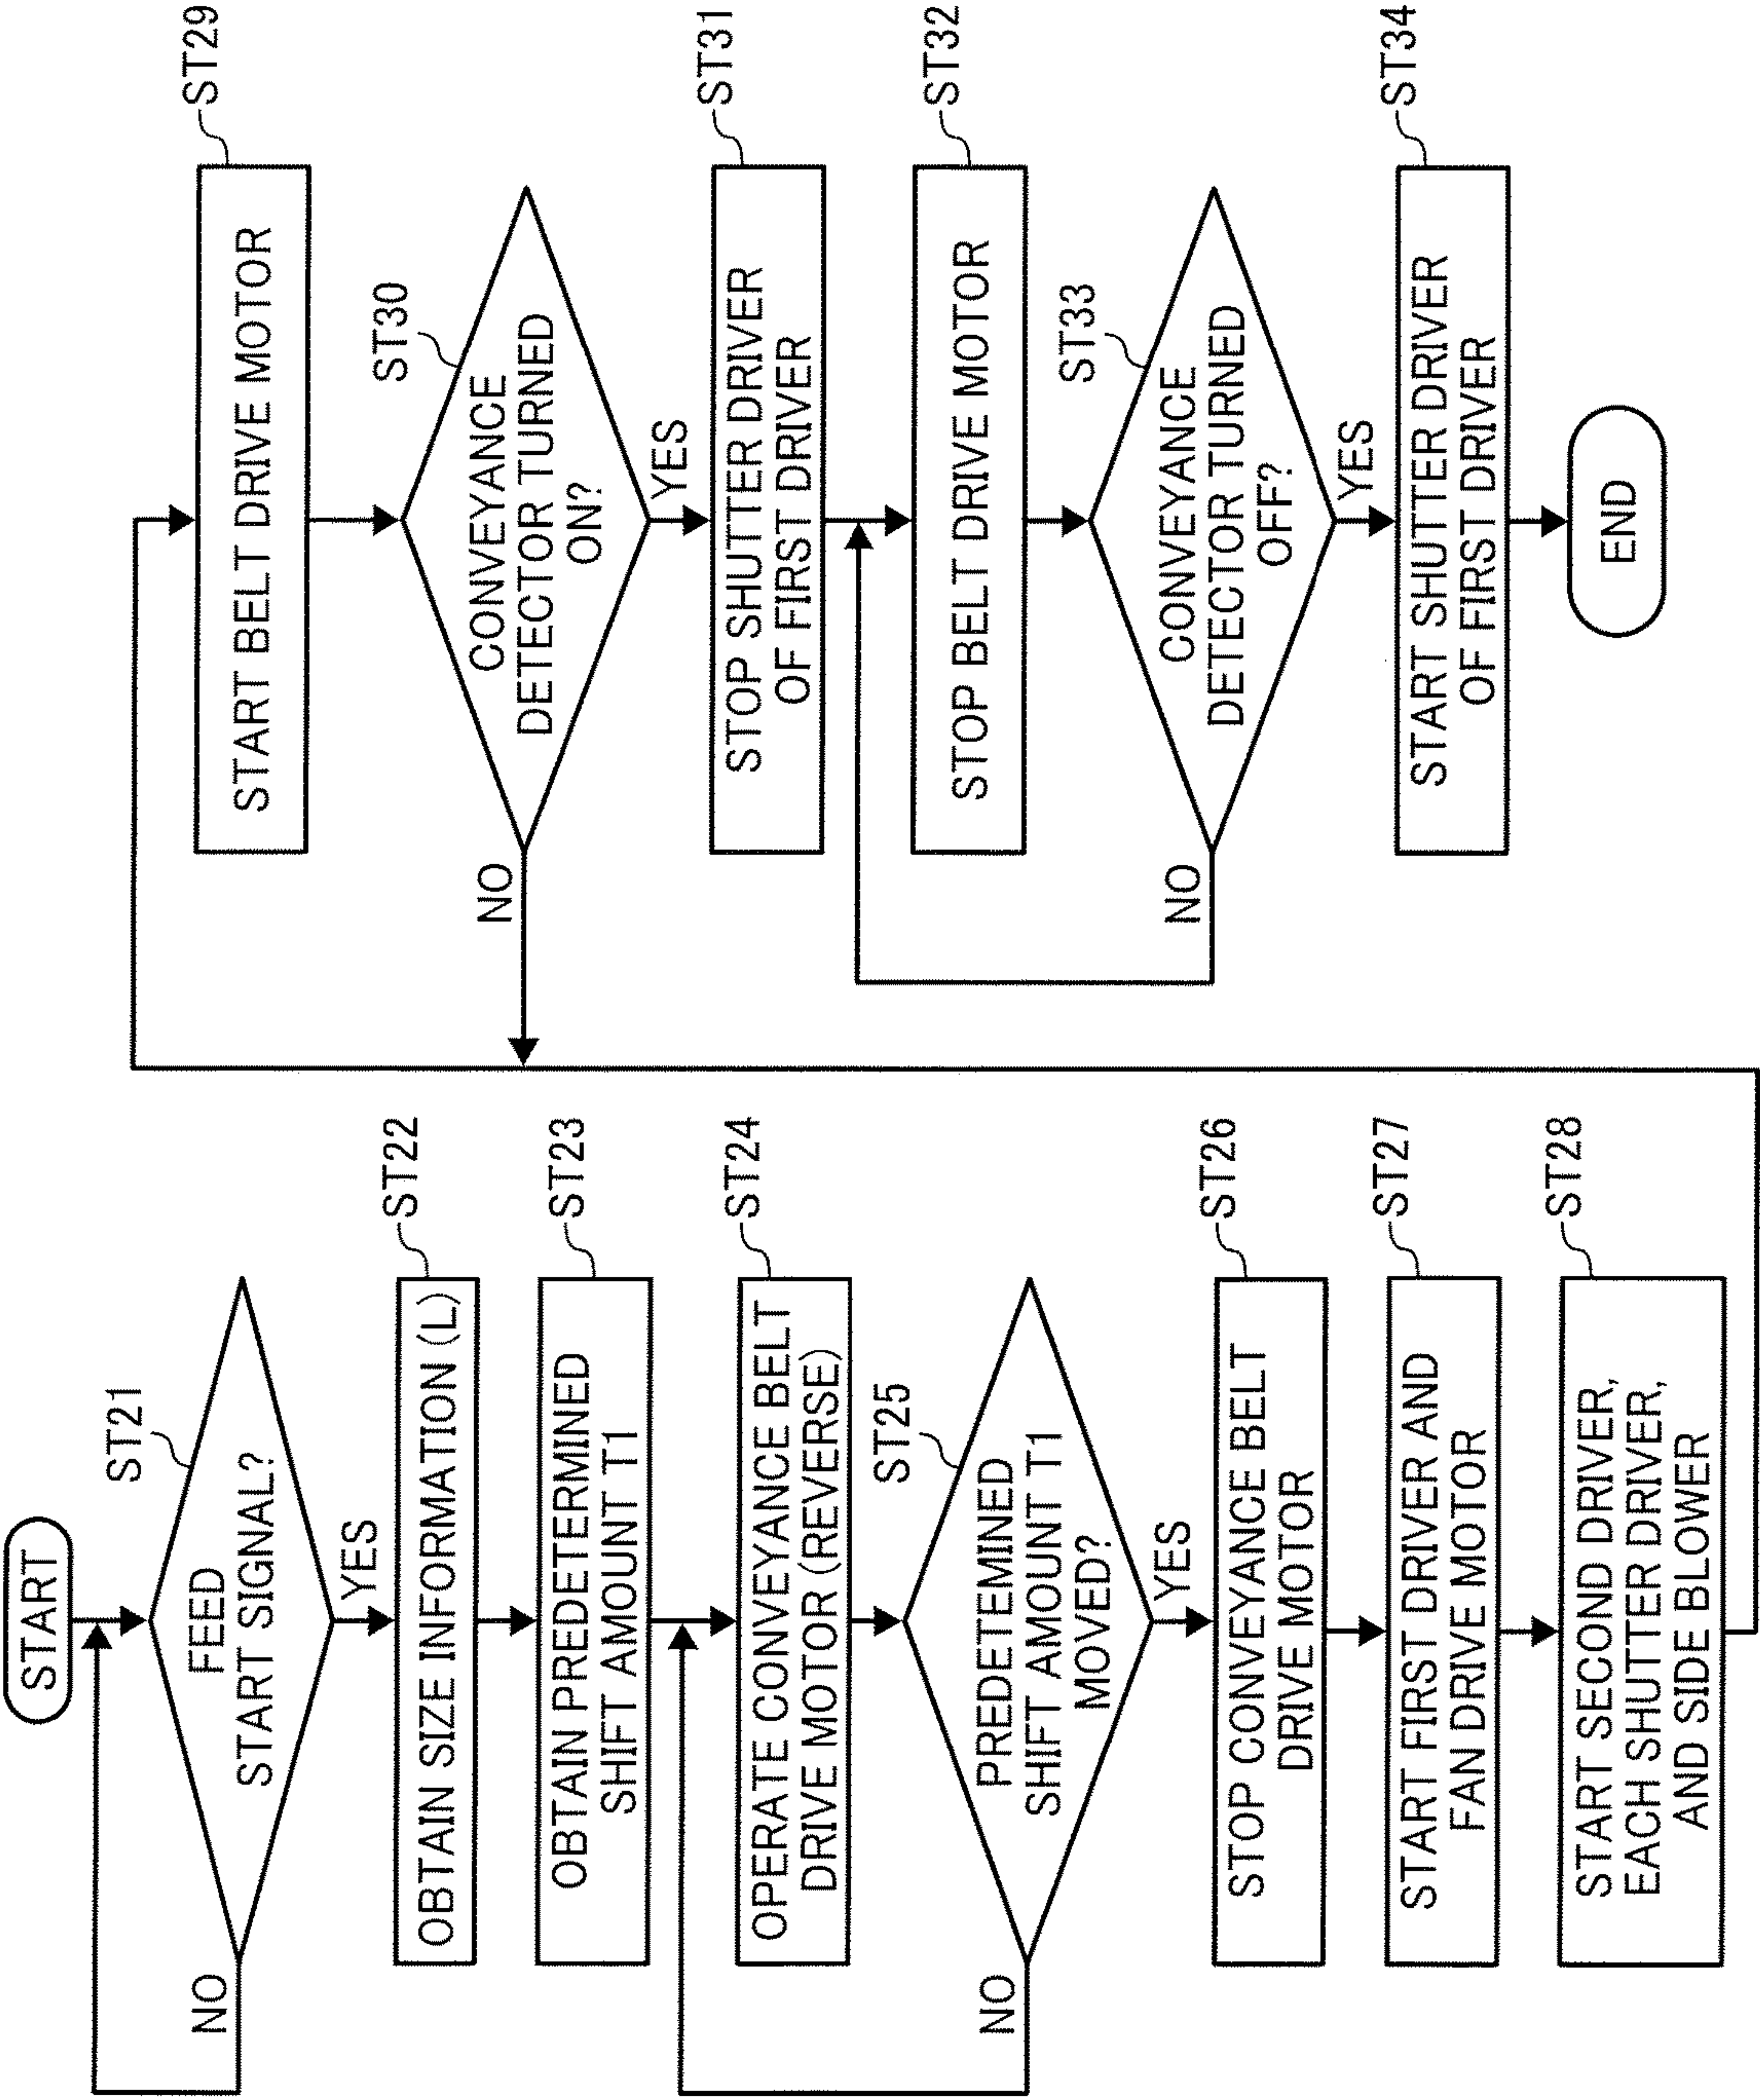 START
ST21
FEED
START SIGNAL?
NO
YES
ST22
OBTAIN SIZE INFORMATION (L)
ST23
OBTAIN PREDETERMINED
SHIFT AMOUNT T1
ST24
OPERATE CONVEYANCE BELT
DRIVE MOTOR (REVERSE)
ST25
PREDETEMINED
SHIFT AMOUNT T1
MOVED?
NO
YES
ST26
STOP CONVEYANCE BELT
DRIVE MOTOR
ST27
START FIRST DRIVER AND
FAN DRIVE MOTOR
ST28
START SECOND DRIVER,
EACH SHUTTER DRIVER,
AND SIDE BLOWER
ST29
START BELT DRIVE MOTOR
ST30
CONVEYANCE
DETECTOR TURNED
ON?
NO
YES
ST31
STOP SHUTTER DRIVER
OF FIRST DRIVER
ST32
STOP BELT DRIVE MOTOR
ST33
CONVEYANCE
DETECTOR TURNED
OFF?
NO
YES
ST34
START SHUTTER DRIVER
OF FIRST DRIVER
END